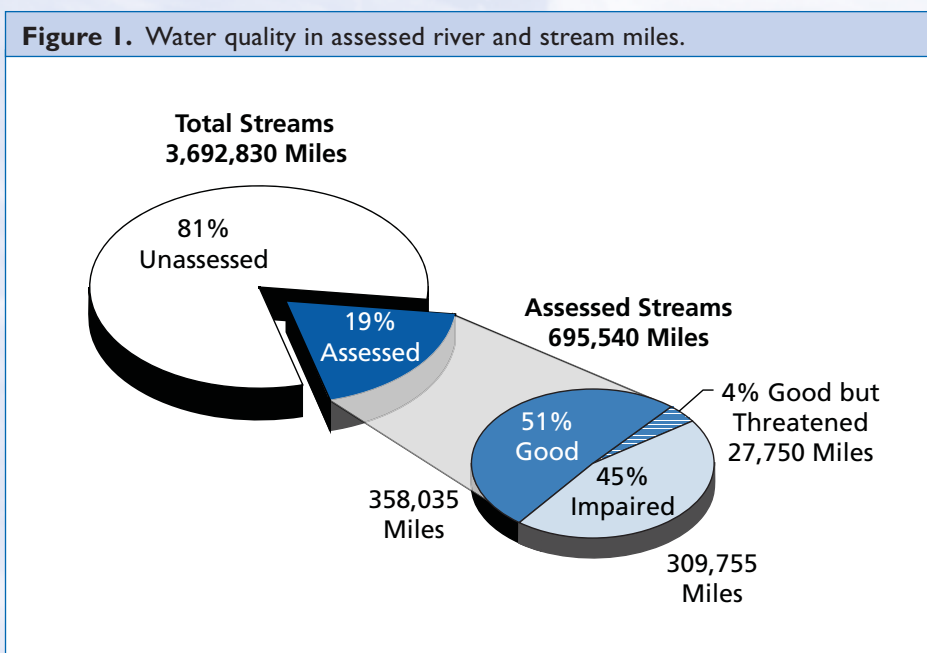 Figure 1. Water quality in assessed river and stream miles.
Total Streams
3,692,830 Miles
81%
Unassessed
19%
Assessed
Assessed Streams
695,540 Miles
51%
Good
4% Good but
Threatened
27,750 Miles
45%
Impaired
358,035
Miles
309,755
Miles